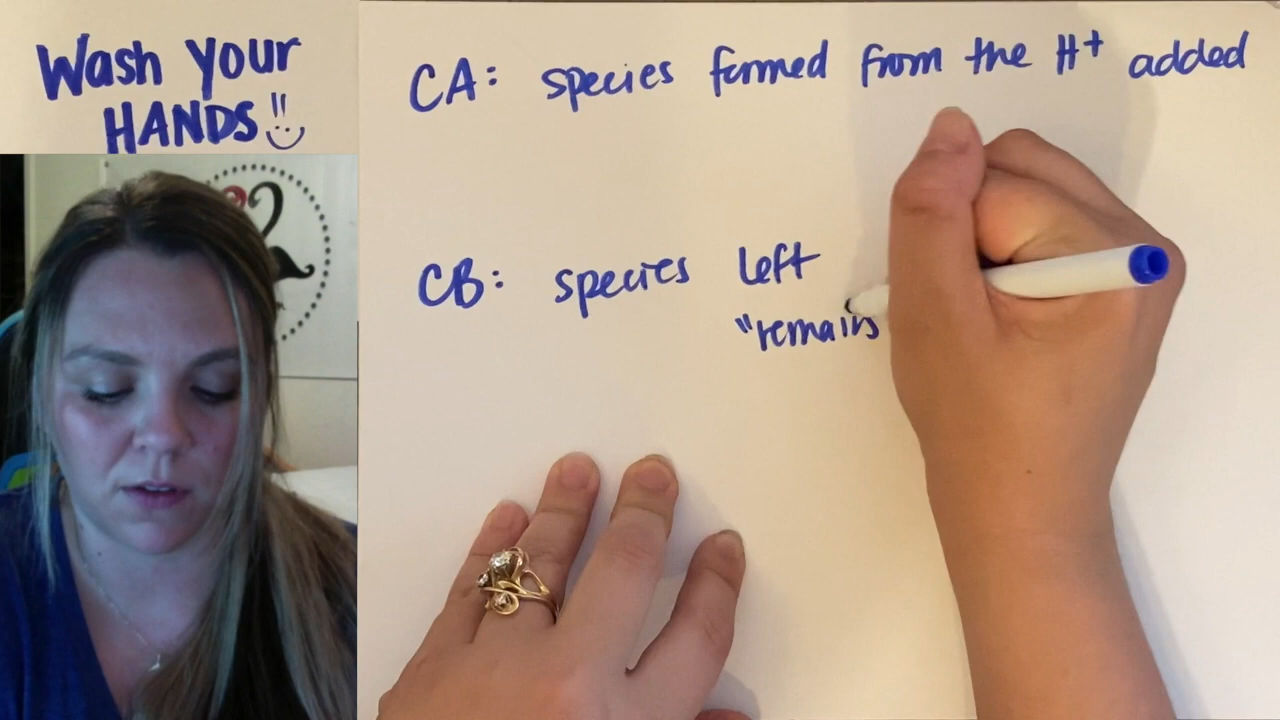 Wash your
HANDS
CA: species formed from the H+ added
CB: species left
"remains